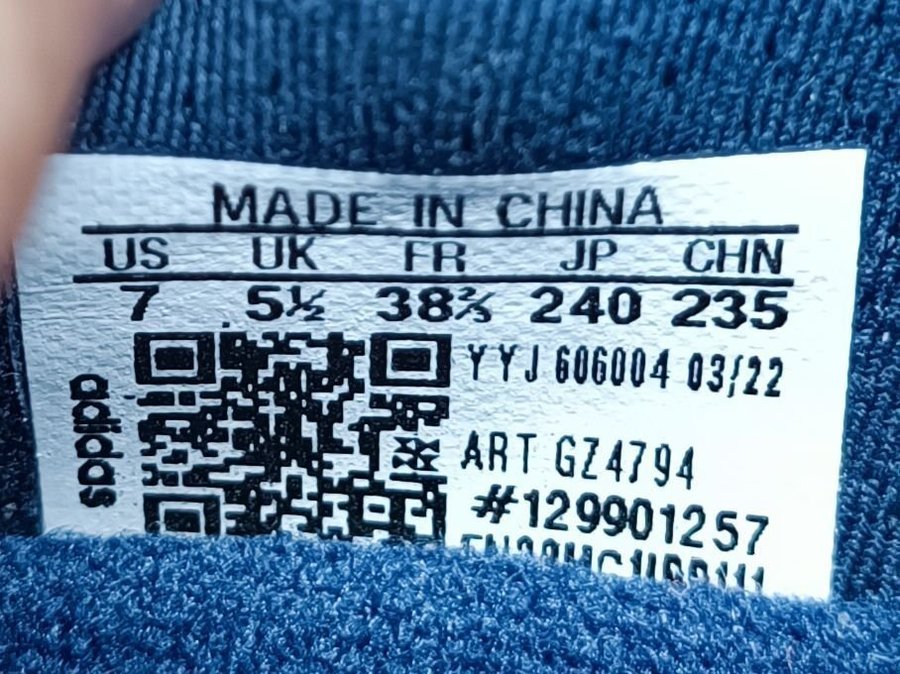 MADE IN CHINA
US UK FR JP CHN
7 5½ 38⅔ 240 235
YYJ 606004 03/22
adidas
ART GZ4794
#129901257